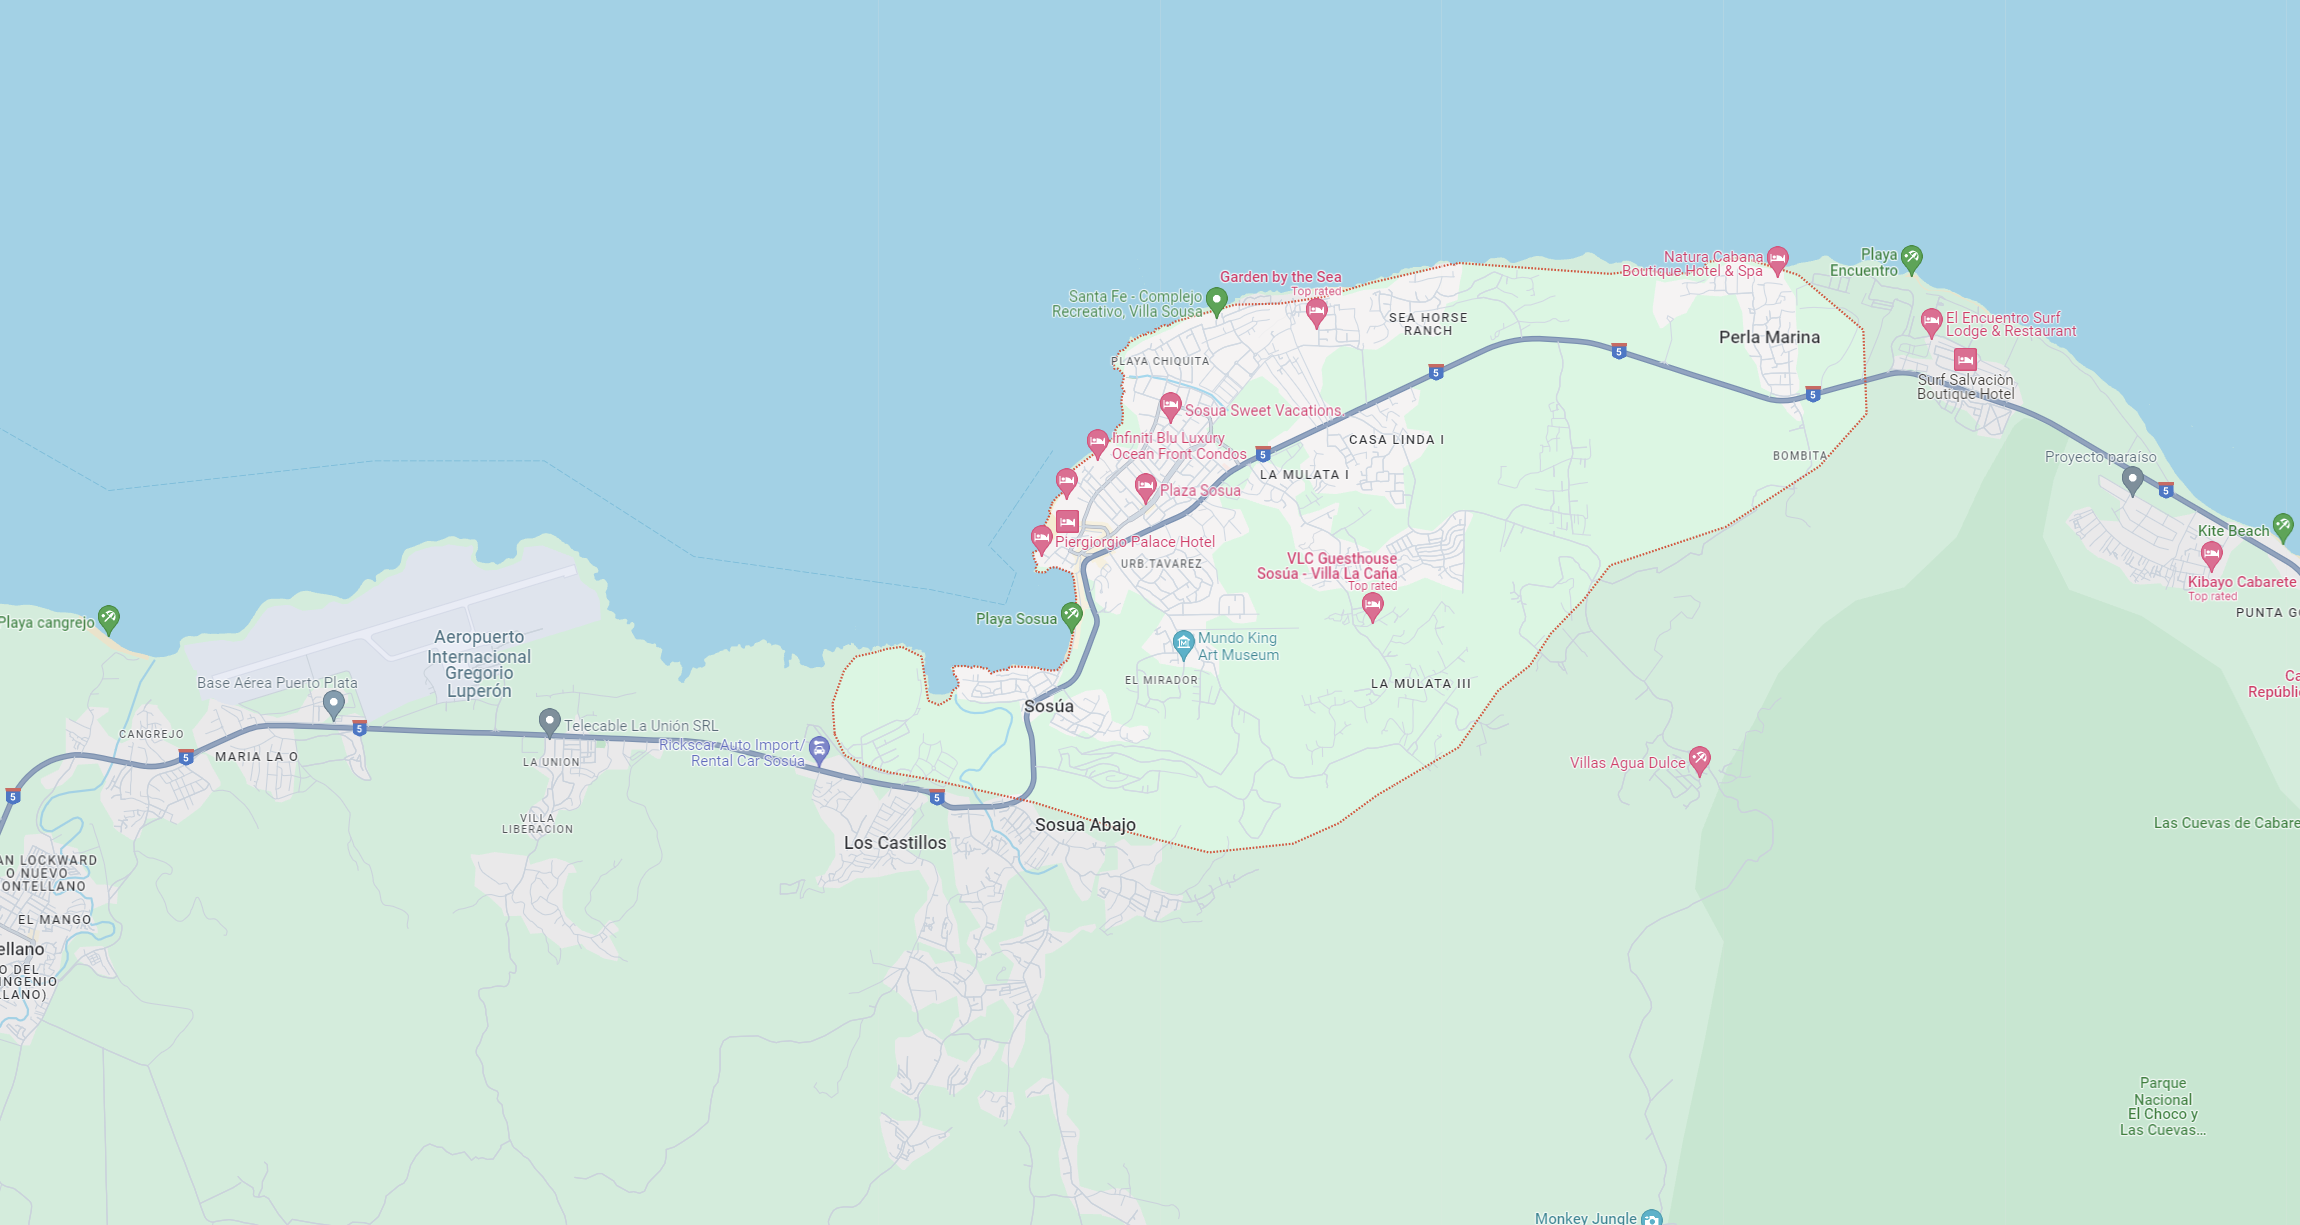 Natura Cabana
Boutique Hotel & Spa
Playa
Encuentro
Garden by the Sea
Top rated
Santa Fe - Complejo
Recreativo, Villa Sousa
SEA HORSE
RANCH
El Encuentro Surf
Lodge & Restaurant
Perla Marina
PLAYA CHIQUITA
5
5
5
5
Surf Salvaciòn
Boutique Hotel
Sosua Sweet Vacations
Infiniti Blu Luxury
Ocean Front Condos
CASA LINDA I
5
BOMBITA
Proyecto paraíso
LA MULATA I
Plaza Sosua
5
Piergiorgio Palace Hotel
Kite Beach
URB.TAVAREZ
VLC Guesthouse
Sosúa - Villa La Caña
Top rated
Kibayo Cabarete
Top rated
PUNTA G
Playa cangrejo
Playa Sosua
Aeropuerto
Internacional
Gregorio
Luperón
Mundo King
Art Museum
Base Aérea Puerto Plata
EL MIRADOR
LA MULATA III
Ca
Repúbli
Sosúa
Telecable La Unión SRL
5
CANGREJO
MARIA LA O
5
LA UNION
Rickscar Auto Import/
Rental Car Sosúa
Villas Agua Dulce
5
5
VILLA
LIBERACION
Sosua Abajo
Las Cuevas de Cabare
Los Castillos
AN LOCKWARD
O NUEVO
ONTELLANO
EL MANGO
ellano
O DEL
INGENIO
LLANO)
Parque
Nacional
El Choco y
Las Cuevas...
Monkey Jungle